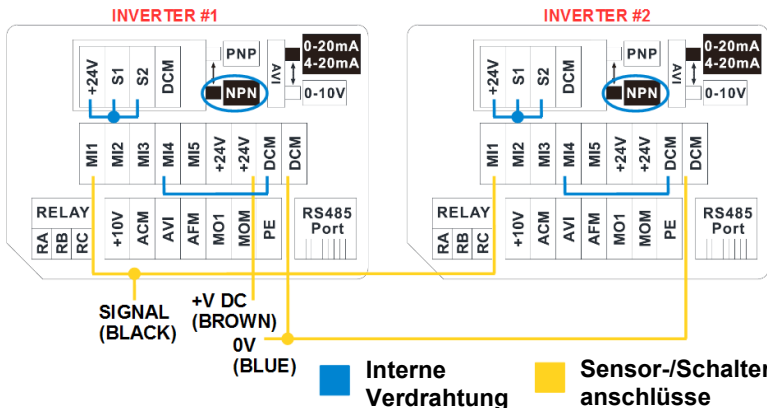 INVERTER #1
INVERTER #2
+24V S1 S2 DCM
PNP
NPN
AVI
0-20mA
4-20mA
0-10V
+24V S1 S2 DCM
PNP
NPN
AVI
0-20mA
4-20mA
0-10V
MI1 MI2 MI3 MI4 MI5 +24V +24V DCM DCM
MI1 MI2 MI3 MI4 MI5 +24V +24V DCM DCM
RELAY
RA RB RC
+10V ACM AVI AFM MO1 MOM PE
RS485
Port
RELAY
RA RB RC
+10V ACM AVI AFM MO1 MOM PE
RS485
Port
SIGNAL
(BLACK)
+V DC
(BROWN)
0V
(BLUE)
Interne
Verdrahtung
Sensor-/Schalter
anschlüsse